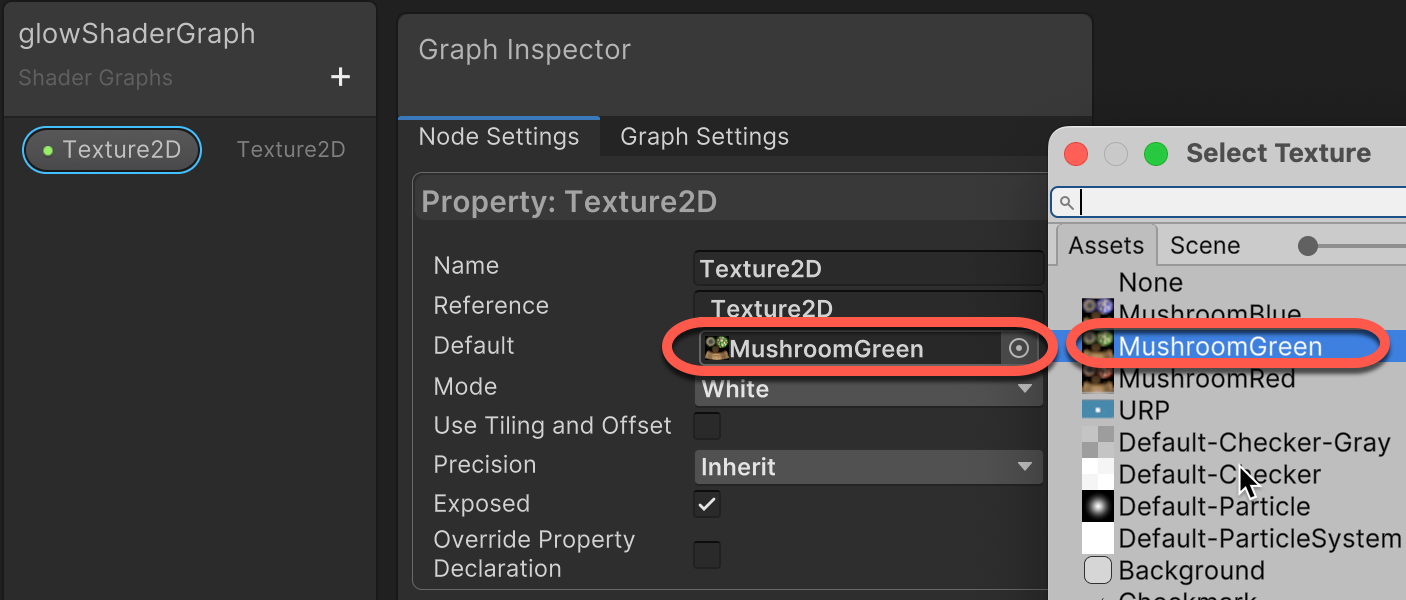 glowShaderGraph
Shader Graphs
+
Texture2D
Texture2D
Graph Inspector
Node Settings
Graph Settings
Property: Texture2D
Name
Texture2D
Reference
Texture2D
Default
MushroomGreen
Mode
White
Use Tiling and Offset
Precision
Inherit
Exposed
Override Property
Declaration
Select Texture
Assets
Scene
None
MushroomBlue
MushroomGreen
MushroomRed
URP
Default-Checker-Gray
Default-Checker
Default-Particle
Default-ParticleSystem
Background
Checkmark